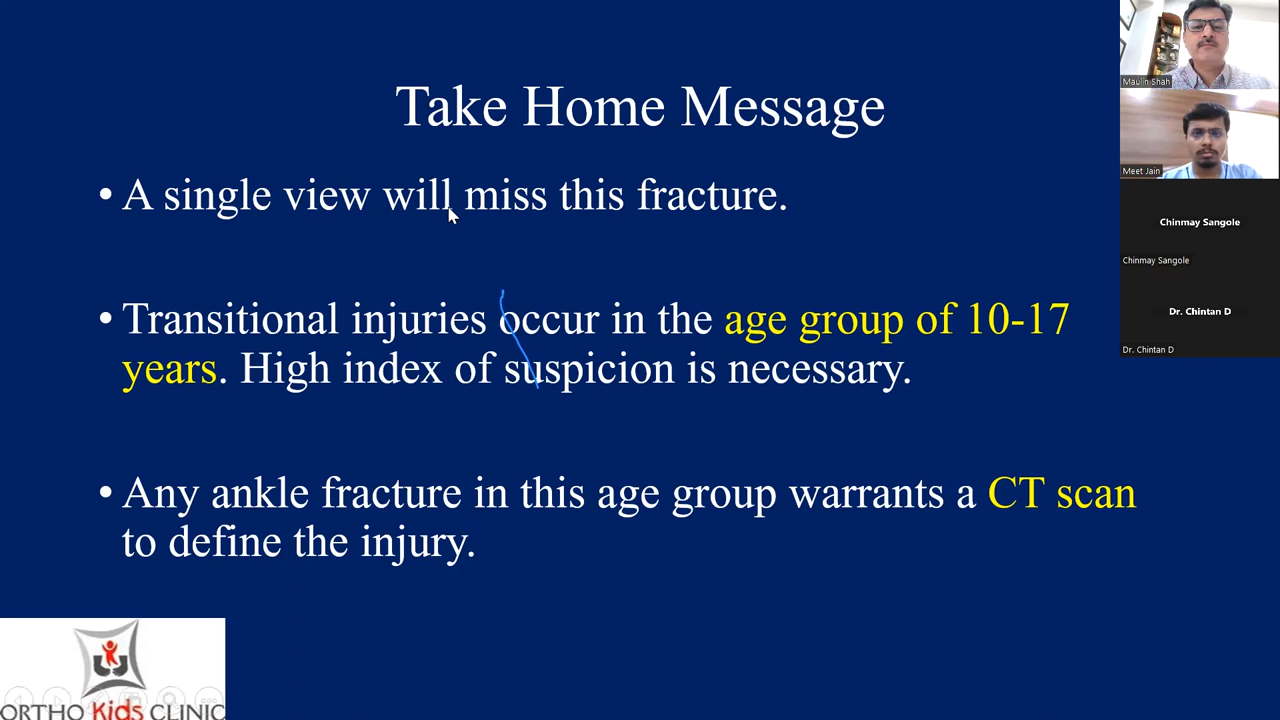 Take Home Message
• A single view will miss this fracture.
• Transitional injuries occur in the age group of 10-17
years. High index of suspicion is necessary.
• Any ankle fracture in this age group warrants a CT scan
to define the injury.
ORTHO Kids CLINIC
Maulin Shah
Meet Jain
Chinmay Sangole
Chinmay Sangole
Dr. Chintan D
Dr. Chintan D